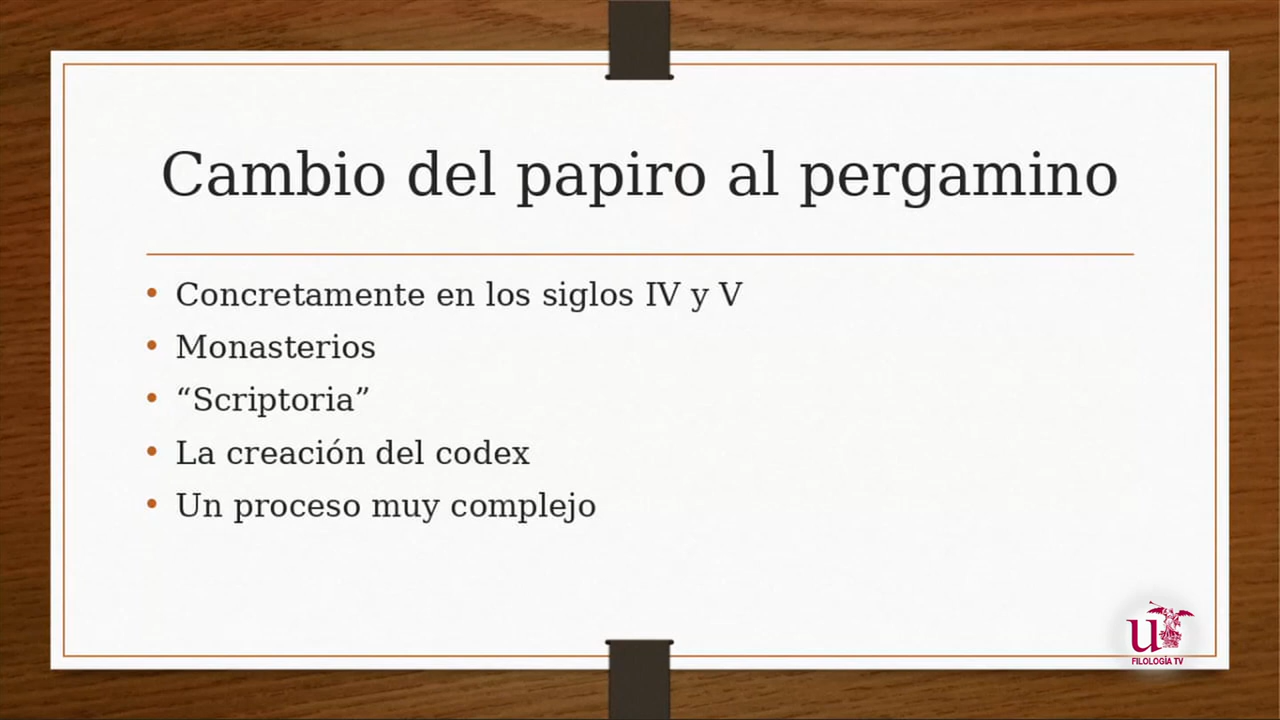 Cambio del papiro al pergamino
• Concretamente en los siglos IV y V
• Monasterios
• “Scriptoria”
• La creación del codex
• Un proceso muy complejo
u
FILOLOGÍA TV